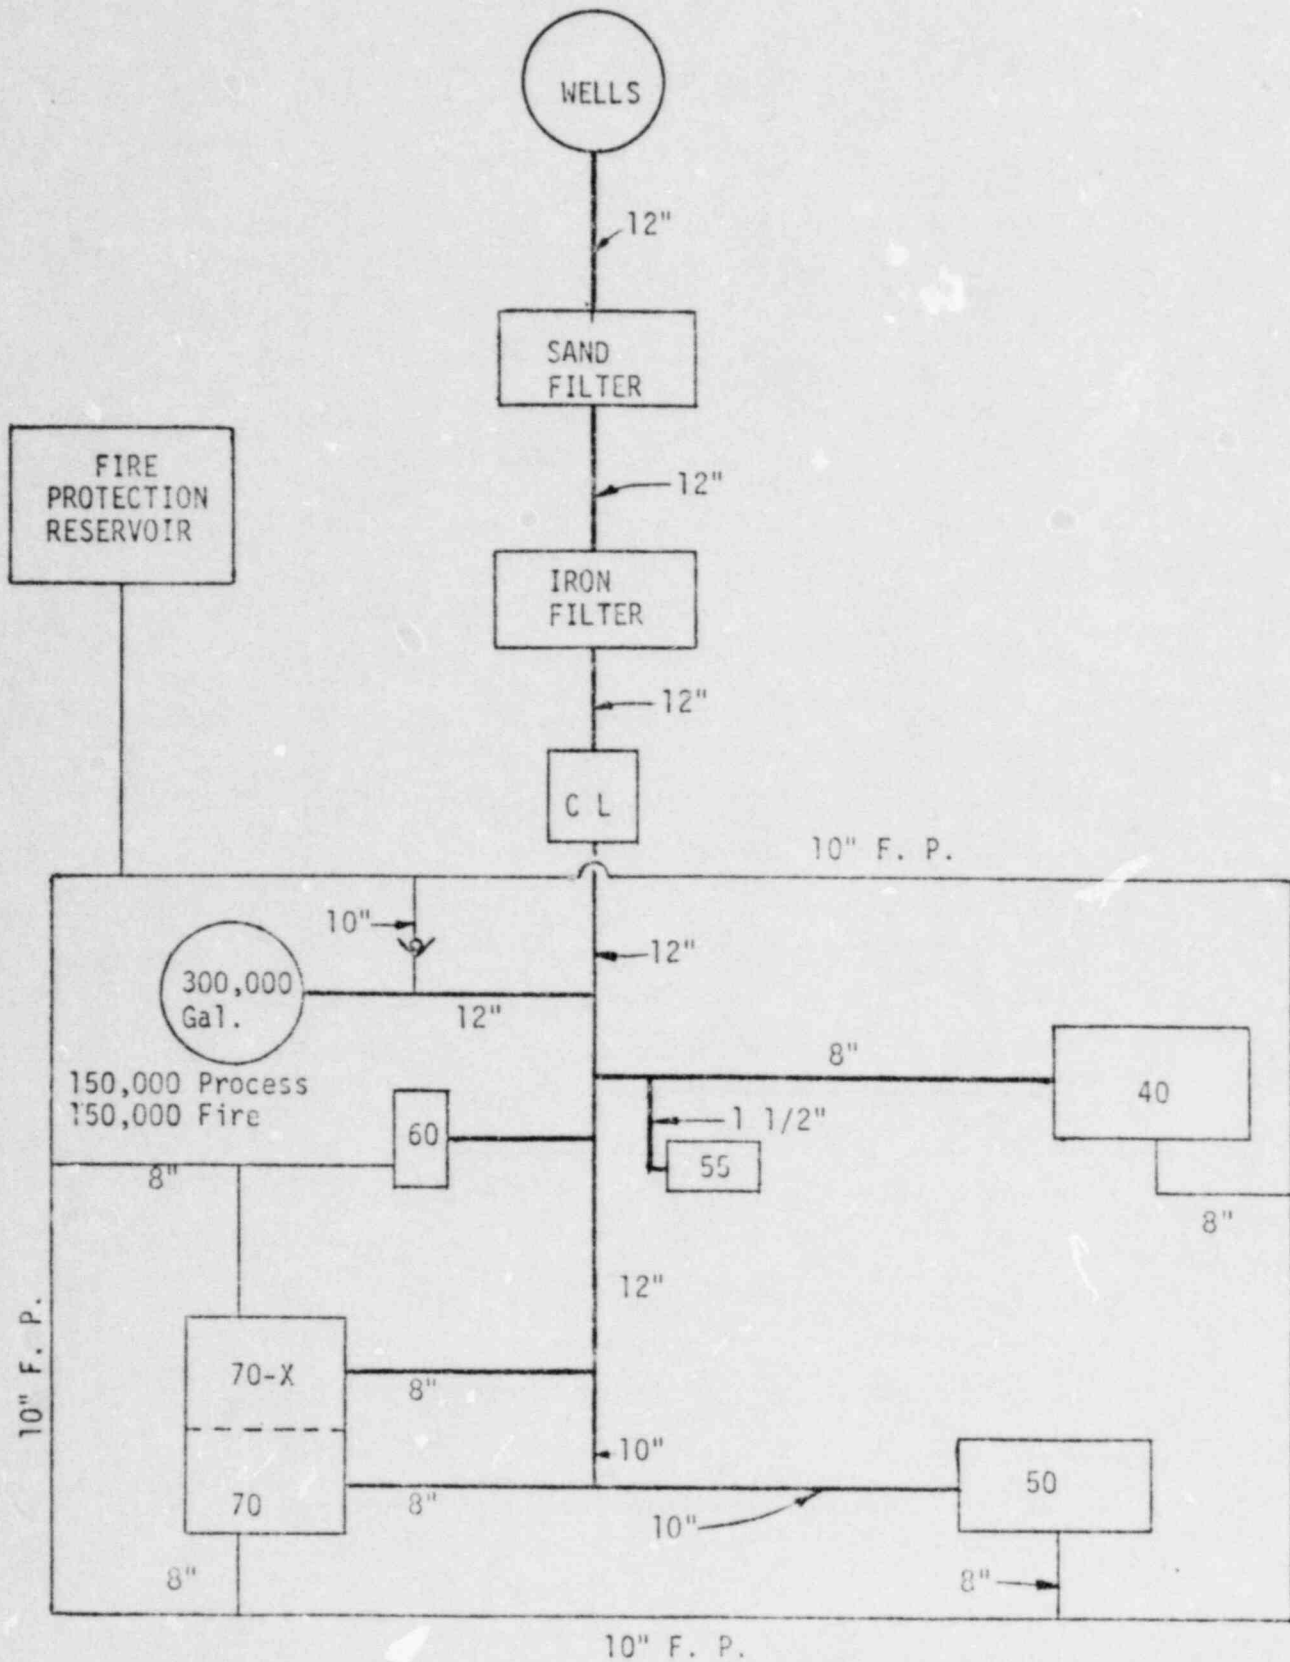 WELLS
12"
SAND
FILTER
12"
FIRE
PROTECTION
RESERVOIR
IRON
FILTER
12"
C L
10" F. P.
10"
12"
300,000
Gal.
12"
150,000 Process
150,000 Fire
8"
40
60
1 1/2"
55
8"
8"
12"
10" F. P.
70-X
8"
10"
70
8"
50
10"
8"
8"
10" F. P.